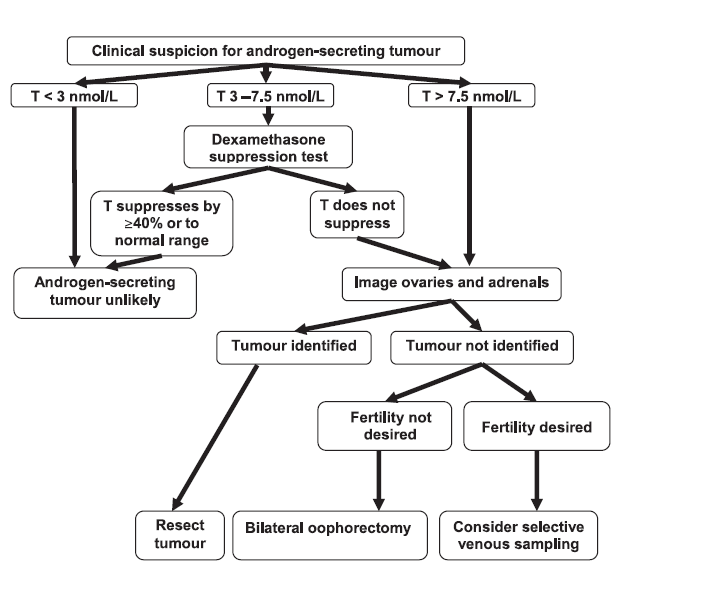 Clinical suspicion for androgen-secreting tumour
T < 3 nmol/L
T 3–7.5 nmol/L
T > 7.5 nmol/L
Dexamethasone
suppression test
T suppresses by
≥40% or to
normal range
T does not
suppress
Androgen-secreting
tumour unlikely
Image ovaries and adrenals
Tumour identified
Tumour not identified
Fertility not
desired
Fertility desired
Resect
tumour
Bilateral oophorectomy
Consider selective
venous sampling